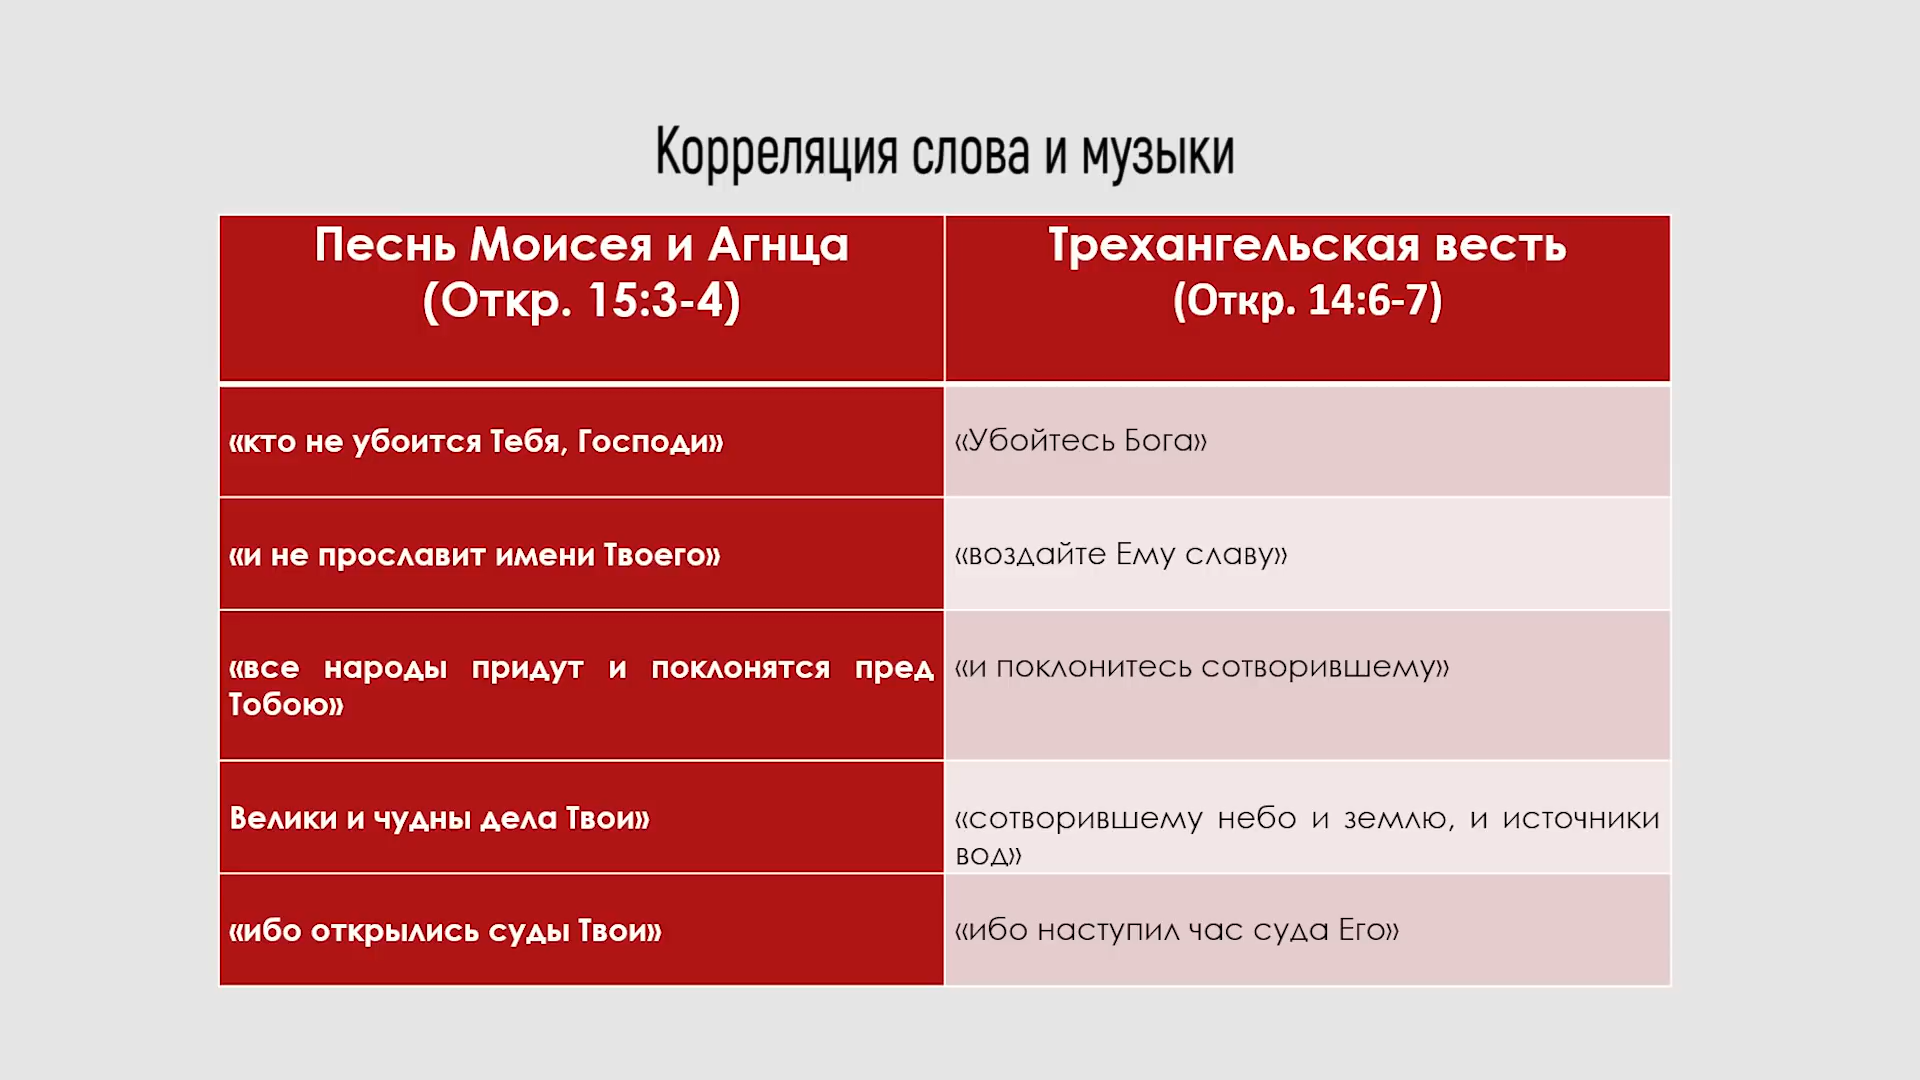 Корреляция слова и музыки
Песнь Моисея и Агнца
(Откр. 15:3-4)
Трехангельская весть
(Откр. 14:6-7)
«кто не убоится Тебя, Господи»
«Убойтесь Бога»
«и не прославит имени Твоего»
«воздайте Ему славу»
«все народы придут и поклонятся пред
Тобою»
«и поклонитесь сотворившему»
Велики и чудны дела Твои»
«сотворившему небо и землю, и источники
вод»
«ибо открылись суды Твои»
«ибо наступил час суда Его»